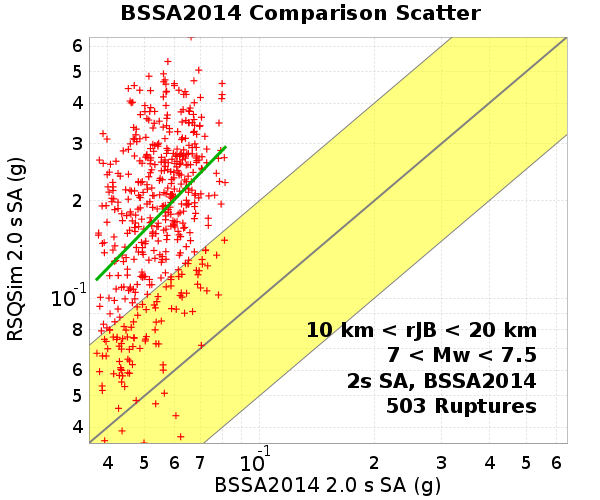 BSSA2014 Comparison Scatter
RSQSim 2.0 s SA (g)
6
5
4
3
2
10^-1
8
6
5
4
10 km < rJB < 20 km
7 < Mw < 7.5
2s SA, BSSA2014
503 Ruptures
4 5 6 7 10^-1 2 3 4 5 6
BSSA2014 2.0 s SA (g)